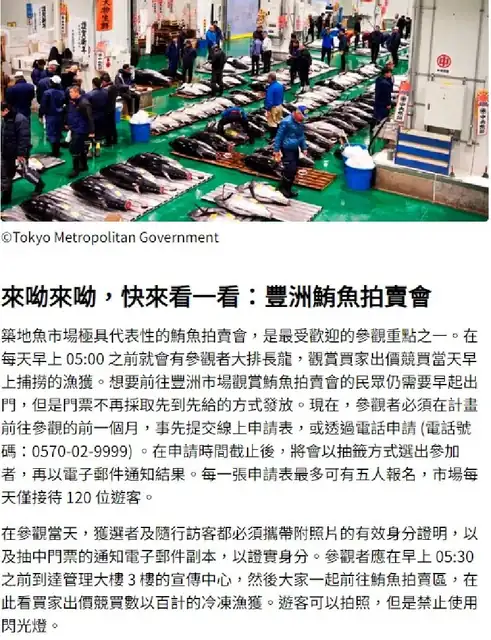 ©Tokyo Metropolitan Government
來呦來呦，快來看一看：豐洲鮪魚拍賣會
築地魚市場極具代表性的鮪魚拍賣會，是最受歡迎的參觀重點之一。在
每天早上 05:00 之前就會有參觀者大排長龍，觀賞買家出價競買當天早
上捕撈的漁獲。想要前往豐洲市場觀賞鮪魚拍賣會的民眾仍需要早起出
門，但是門票不再採取先到先給的方式發放。現在，參觀者必須在計畫
前往參觀的前一個月，事先提交線上申請表，或透過電話申請 (電話號
碼：0570-02-9999) 。在申請時間截止後，將會以抽籤方式選出參加
者，再以電子郵件通知結果。每一張申請表最多可有五人報名，市場每
天僅接待 120 位遊客。
在參觀當天，獲選者及隨行訪客都必須攜帶附照片的有效身分證明，以
及抽中門票的通知電子郵件副本，以證實身分。參觀者應在早上 05:30
之前到達管理大樓 3 樓的宣傳中心，然後大家一起前往鮪魚拍賣區，在
此看買家出價競買數以百計的冷凍漁獲。遊客可以拍照，但是禁止使用
閃光燈。